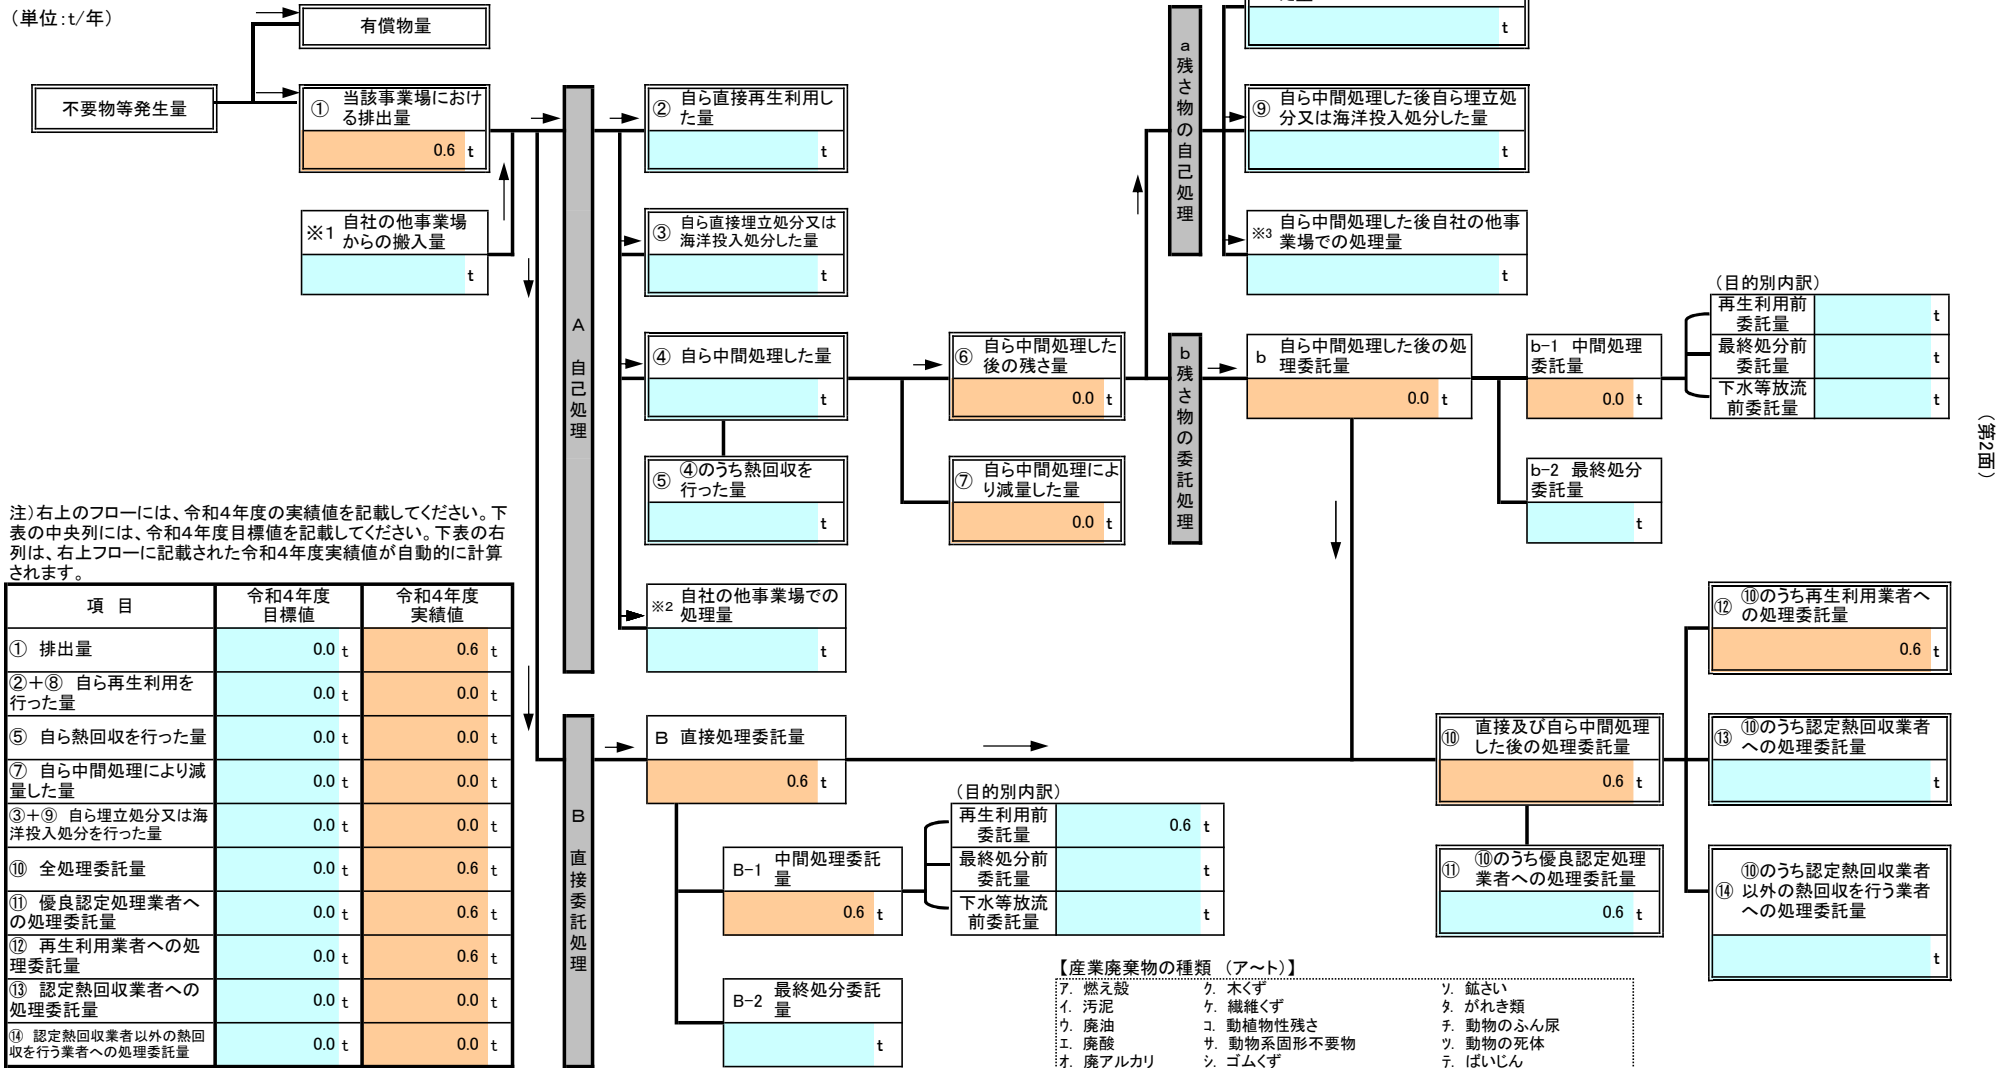 (単位:t/年)
有償物量
不要物等発生量
① 当該事業場におけ
る排出量
0.6 t
※1 自社の他事業場
からの搬入量
t
A 自己処理
② 自ら直接再生利用し
た量
t
③ 自ら直接埋立処分又は
海洋投入処分した量
t
④ 自ら中間処理した量
t
⑤ ④のうち熱回収を
行った量
t
※2 自社の他事業場での
処理量
t
⑥ 自ら中間処理した
後の残さ量
0.0 t
⑦ 自ら中間処理によ
り減量した量
0.0 t
a残さ物の自己処理
t
⑨ 自ら中間処理した後自ら埋立処
分又は海洋投入処分した量
t
※3 自ら中間処理した後自社の他事
業場での処理量
t
b残さ物の委託処理
b 自ら中間処理した後の処
理委託量
0.0 t
b-1 中間処理
委託量
0.0 t
b-2 最終処分
委託量
t
(目的別内訳)
再生利用前
委託量
t
最終処分前
委託量
t
下水等放流
前委託量
t
(第2面)
注)右上のフローには、令和4年度の実績値を記載してください。下
表の中央列には、令和4年度目標値を記載してください。下表の右
列は、右上フローに記載された令和4年度実績値が自動的に計算
されます。
項 目
令和4年度
目標値
令和4年度
実績値
① 排出量 0.0 t 0.6 t
②+⑧ 自ら再生利用を
行った量 0.0 t 0.0 t
⑤ 自ら熱回収を行った量 0.0 t 0.0 t
⑦ 自ら中間処理により減
量した量 0.0 t 0.0 t
③+⑨ 自ら埋立処分又は海
洋投入処分を行った量 0.0 t 0.0 t
⑩ 全処理委託量 0.0 t 0.6 t
⑪ 優良認定処理業者へ
の処理委託量 0.0 t 0.6 t
⑫ 再生利用業者への処
理委託量 0.0 t 0.6 t
⑬ 認定熱回収業者への
処理委託量 0.0 t 0.0 t
⑭ 認定熱回収業者以外の熱回
収を行う業者への処理委託量 0.0 t 0.0 t
B 直接委託処理
B 直接処理委託量
0.6 t
B-1 中間処理委託
量
0.6 t
B-2 最終処分委託
量
t
(目的別内訳)
再生利用前
委託量
0.6 t
最終処分前
委託量
t
下水等放流
前委託量
t
⑩ 直接及び自ら中間処理
した後の処理委託量
0.6 t
⑪ ⑩のうち優良認定処理
業者への処理委託量
0.6 t
⑫ ⑩のうち再生利用業者へ
の処理委託量
0.6 t
⑬ ⑩のうち認定熱回収業者
への処理委託量
t
⑭ ⑩のうち認定熱回収業者
以外の熱回収を行う業者
への処理委託量
t
【産業廃棄物の種類 (ア~ト)】
ア. 燃え殻 ク. 木くず ソ. 鉱さい
イ. 汚泥 ケ. 繊維くず タ. がれき類
ウ. 廃油 コ. 動植物性残さ チ. 動物のふん尿
エ. 廃酸 サ. 動物系固形不要物 ツ. 動物の死体
オ. 廃アルカリ シ. ゴムくず テ. ばいじん